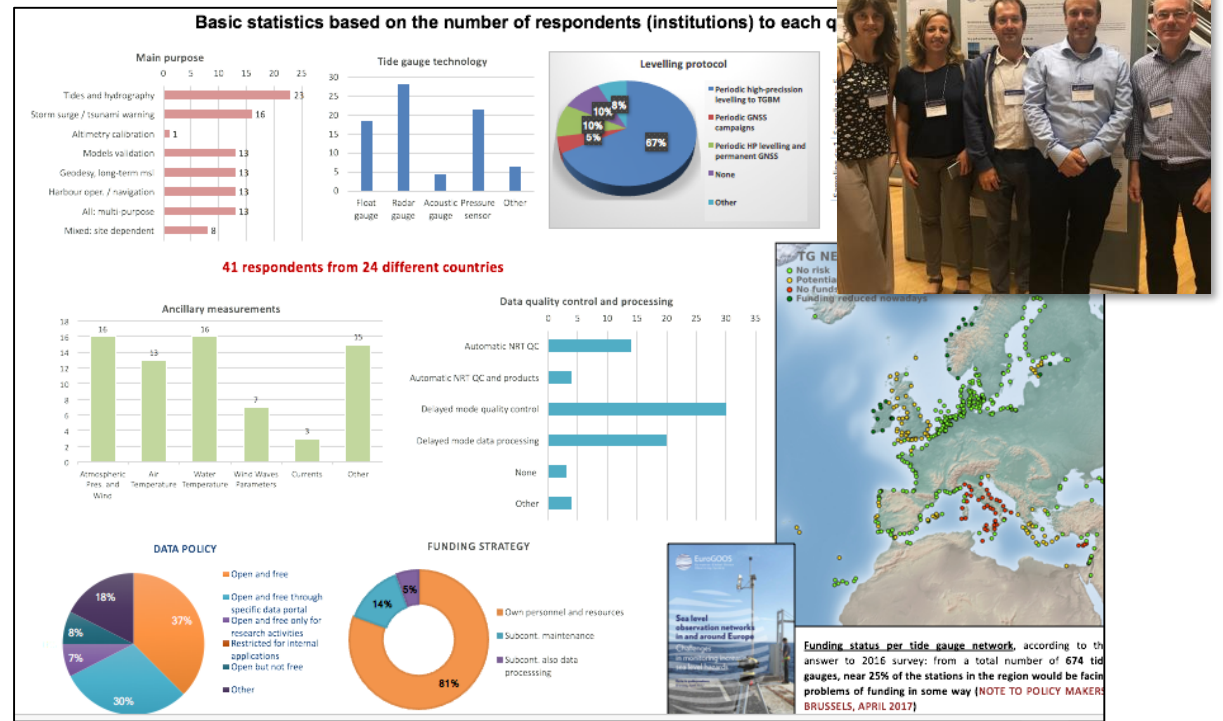 Basic statistics based on the number of respondents (institutions) to each q
Main purpose
0 5 10 15 20 25
Tides and hydrography 23
Storm surge / tsunami warning 16
Altimetry calibration 1
Models validation 13
Geodesy, long-term msl 13
Harbour oper. / navigation 13
All: multi-purpose 13
Mixed: site dependent 8
Tide gauge technology
30
25
20
15
10
5
0
Float gauge
Radar gauge
Acoustic gauge
Pressure sensor
Other
Levelling protocol
67%
5%
10%
10%
8%
Periodic high-precission
levelling to TGBM
Periodic GNSS
campaigns
Periodic HP levelling and
permanent GNSS
None
Other
41 respondents from 24 different countries
Ancillary measurements
18
16
14
12
10
8
6
4
2
0
16
13
16
7
3
15
Atmospheric
Pres. and
Wind
Air
Temperature
Water
Temperature
Wind Waves
Parameters
Currents
Other
Data quality control and processing
0 5 10 15 20 25 30 35
Automatic NRT QC
Automatic NRT QC and products
Delayed mode quality control
Delayed mode data processing
None
Other
TG NE
No risk
Potentia
No funds
Funding reduced nowadays
DATA POLICY
37%
30%
7%
8%
18%
Open and free
Open and free through
specific data portal
Open and free only for
research activities
Restricted for internal
applications
Open but not free
Other
FUNDING STRATEGY
81%
14%
5%
Own personnel and resources
Subcont. maintenance
Subcont. also data
processsing
EuroGOOS
Sea level
observation networks
in and around Europe
Challenges
in monitoring increasing
sea level hazards
Funding status per tide gauge network, according to th
answer to 2016 survey: from a total number of 674 tid
gauges, near 25% of the stations in the region would be facin
problems of funding in some way (NOTE TO POLICY MAKERS
BRUSSELS, APRIL 2017)